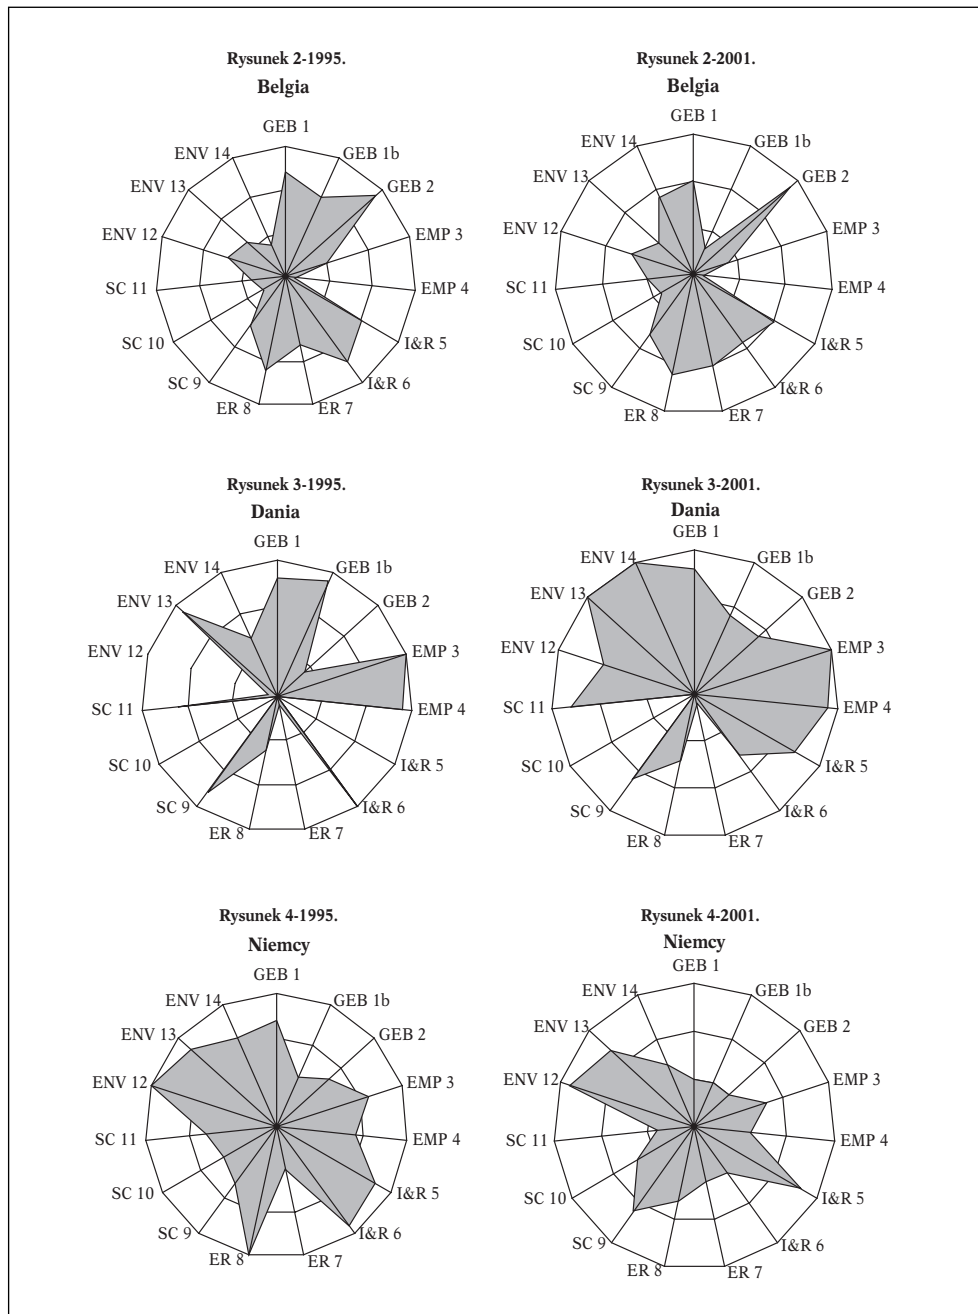 Rysunek 2-1995.
Belgia
GEB 1
GEB 1b
GEB 2
EMP 3
EMP 4
I&R 5
I&R 6
ER 7
ER 8
SC 9
SC 10
SC 11
ENV 12
ENV 13
ENV 14
Rysunek 2-2001.
Belgia
GEB 1
GEB 1b
GEB 2
EMP 3
EMP 4
I&R 5
I&R 6
ER 7
ER 8
SC 9
SC 10
SC 11
ENV 12
ENV 13
ENV 14
Rysunek 3-1995.
Dania
GEB 1
GEB 1b
GEB 2
EMP 3
EMP 4
I&R 5
I&R 6
ER 7
ER 8
SC 9
SC 10
SC 11
ENV 12
ENV 13
ENV 14
Rysunek 3-2001.
Dania
GEB 1
GEB 1b
GEB 2
EMP 3
EMP 4
I&R 5
I&R 6
ER 7
ER 8
SC 9
SC 10
SC 11
ENV 12
ENV 13
ENV 14
Rysunek 4-1995.
Niemcy
GEB 1
GEB 1b
GEB 2
EMP 3
EMP 4
I&R 5
I&R 6
ER 7
ER 8
SC 9
SC 10
SC 11
ENV 12
ENV 13
ENV 14
Rysunek 4-2001.
Niemcy
GEB 1
GEB 1b
GEB 2
EMP 3
EMP 4
I&R 5
I&R 6
ER 7
ER 8
SC 9
SC 10
SC 11
ENV 12
ENV 13
ENV 14